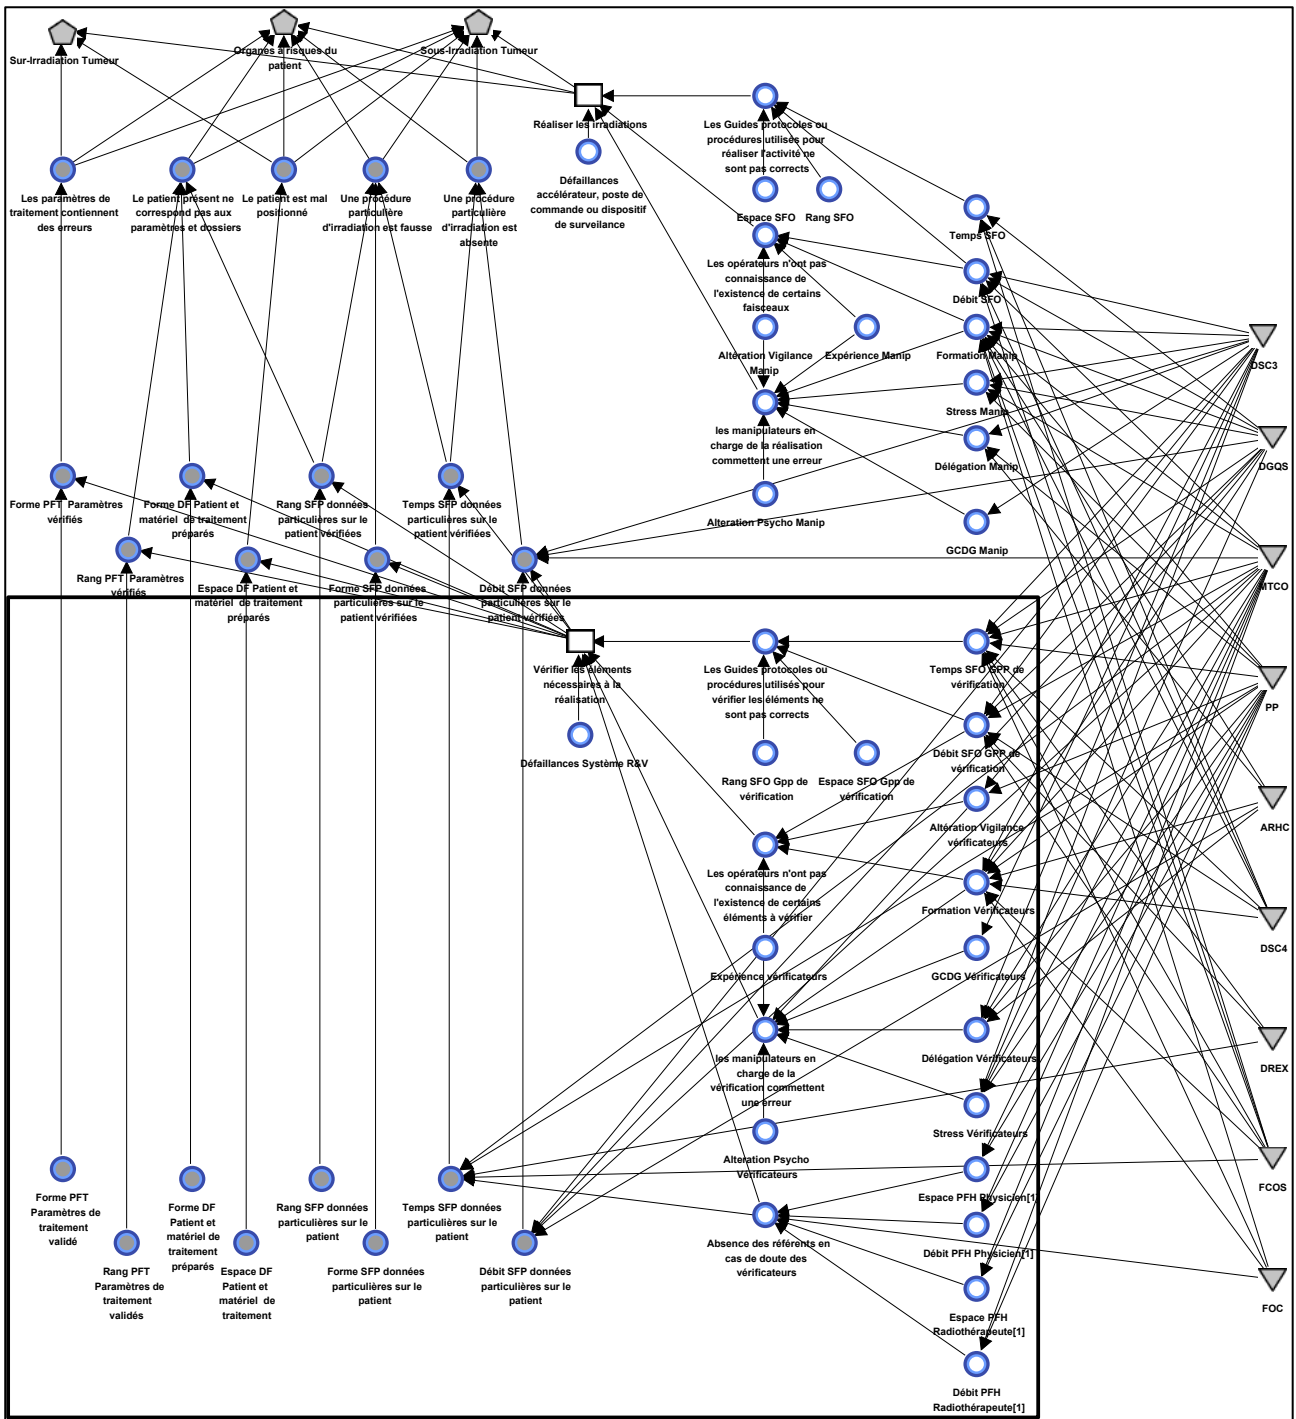 Sur-Irradiation Tumeur
Organes à risques du
patient
Sous-Irradiation Tumeur
Réaliser les irradiations
Les Guides protocoles ou
procédures utilisés pour
réaliser l'activité ne
sont pas corrects
Défaillances
accélérateur, poste de
commande ou dispositif
de surveilance
Espace SFO
Rang SFO
Les paramètres de
traitement contiennent
des erreurs
Le patient présent ne
correspond pas aux
paramètres et dossiers
Le patient est mal
positionné
Une procédure
particulière
d'irradiation est fausse
Une procédure
particulière
d'irradiation est
absente
Temps SFO
Les opérateurs n'ont pas
connaissance de
l'existence de certains
faisceaux
Débit SFO
Altération Vigilance
Manip
Expérience Manip
Formation Manip
DSC3
Stress Manip
les manipulateurs en
charge de la réalisation
commettent une erreur
Délégation Manip
DGQS
Forme PFT Paramètres
vérifiés
Forme DF Patient et
matériel de traitement
préparés
Rang SFP données
particulières sur le
patient vérifiées
Temps SFP données
particulières sur le
patient vérifiées
Alteration Psycho Manip
GCDG Manip
Rang PFT Paramètres
vérifiés
Espace DF Patient et
matériel de traitement
préparés
Forme SFP données
particulières sur le
patient vérifiées
Débit SFP données
particulières sur le
patient vérifiées
MTCO
Vérifier les éléments
nécessaires à la
réalisation
Les Guides protocoles ou
procédures utilisés pour
vérifier les éléments ne
sont pas corrects
Temps SFO GPP de
vérification
PP
Défaillances Système R&V
Rang SFO Gpp de
vérification
Espace SFO Gpp de
vérification
Débit SFO GPP de
vérification
Altération Vigilance
vérificateurs
ARHC
Les opérateurs n'ont pas
connaissance de
l'existence de certains
éléments à vérifier
Formation Vérificateurs
DSC4
Expérience vérificateurs
GCDG Vérificateurs
les manipulateurs en
charge de la
vérification commettent
une erreur
Délégation Vérificateurs
DREX
Stress Vérificateurs
Alteration Psycho
Vérificateurs
Espace PFH Physicien[1]
FCOS
Forme PFT
Paramètres de
traitement
validé
Forme DF
Patient et
matériel de
traitement
préparés
Rang SFP données
particulières sur le
patient
Temps SFP données
particulières sur le
patient
Absence des référents en
cas de doute des
vérificateurs
Débit PFH Physicien[1]
Rang PFT
Paramètres de
traitement
validés
Espace DF
Patient et
matériel de
traitement
Forme SFP données
particulières sur le
patient
Débit SFP données
particulières sur le
patient
Espace PFH
Radiothérapeute[1]
FOC
Débit PFH
Radiothérapeute[1]